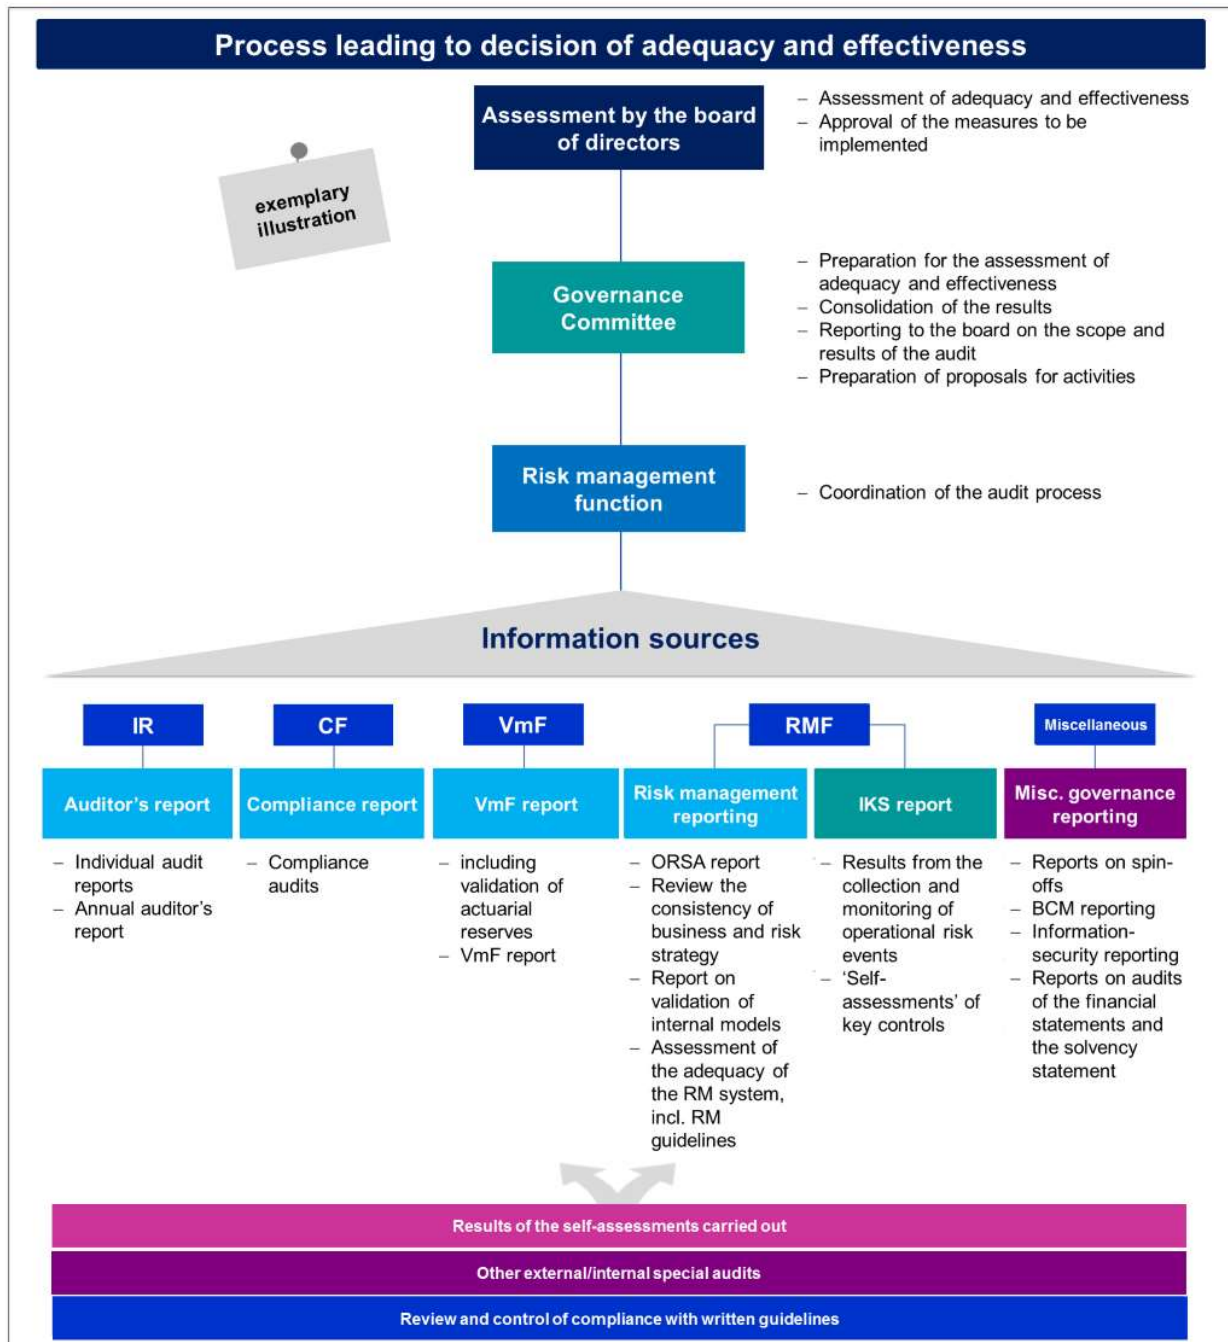 Process leading to decision of adequacy and effectiveness
Assessment by the board
of directors
– Assessment of adequacy and effectiveness
– Approval of the measures to be
implemented
exemplary
illustration
Governance
Committee
– Preparation for the assessment of
adequacy and effectiveness
– Consolidation of the results
– Reporting to the board on the scope and
results of the audit
– Preparation of proposals for activities
Risk management
function
– Coordination of the audit process
Information sources
IR
CF
VmF
RMF
Miscellaneous
Auditor's report
Compliance report
VmF report
Risk management
reporting
IKS report
Misc. governance
reporting
– Individual audit
reports
– Annual auditor's
report
– Compliance
audits
– including
validation of
actuarial
reserves
– VmF report
– ORSA report
– Review the
consistency of
business and risk
strategy
– Report on
validation of
internal models
– Assessment of
the adequacy of
the RM system,
incl. RM
guidelines
– Results from the
collection and
monitoring of
operational risk
events
– ‘Self-
assessments’ of
key controls
– Reports on spin-
offs
– BCM reporting
– Information-
security reporting
– Reports on audits
of the financial
statements and
the solvency
statement
Results of the self-assessments carried out
Other external/internal special audits
Review and control of compliance with written guidelines